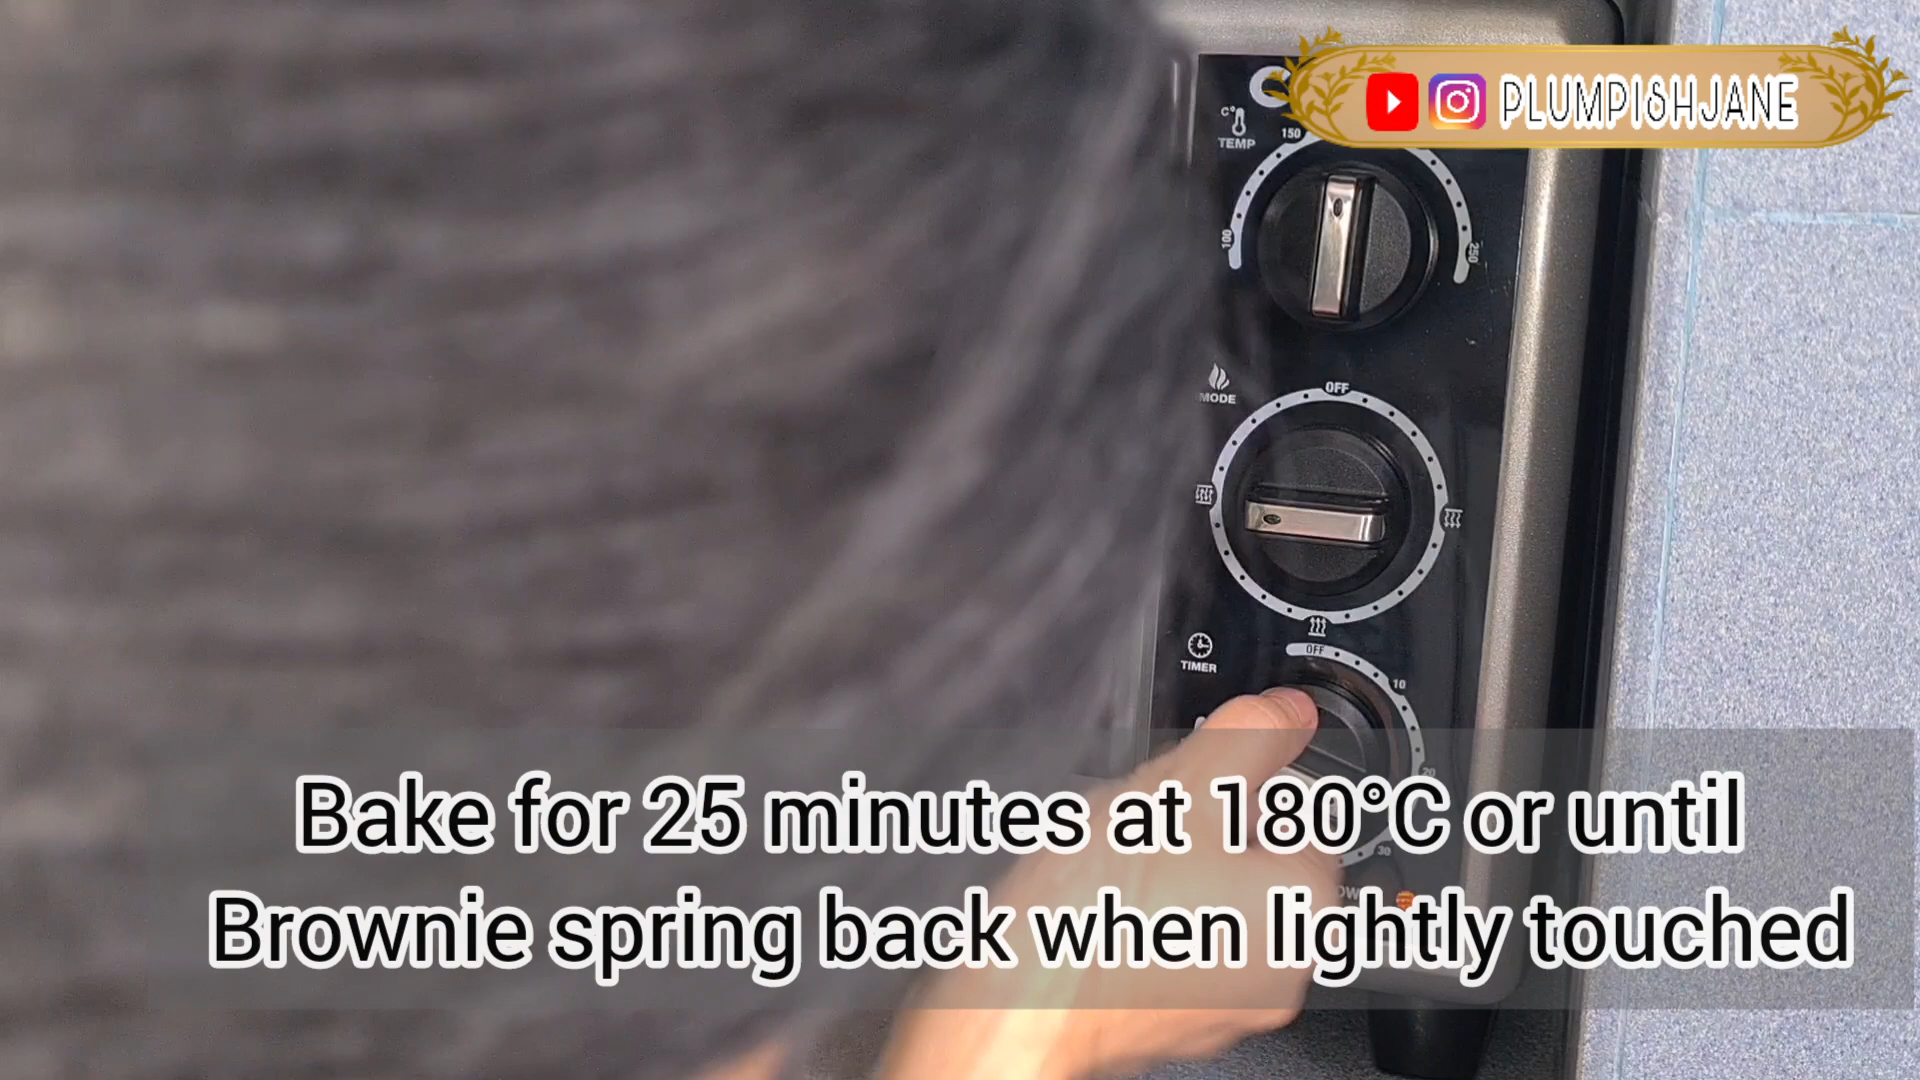 PLUMPISHJANE
C°
TEMP
150
100
250
MODE
OFF
TIMER
OFF
10
20
30
Bake for 25 minutes at 180°C or until
Brownie spring back when lightly touched